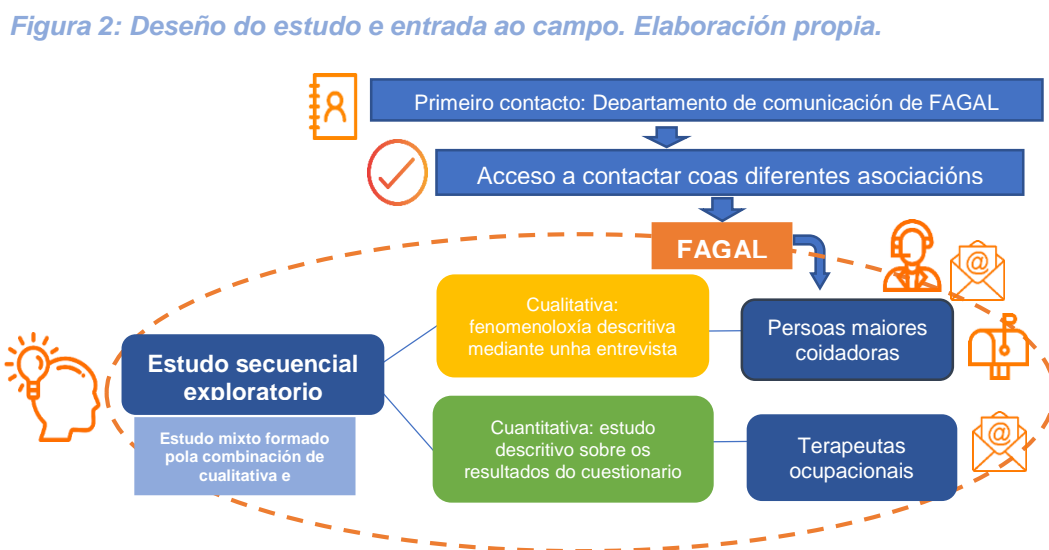 Figura 2: Deseño do estudo e entrada ao campo. Elaboración propia.
Primeiro contacto: Departamento de comunicación de FAGAL
Acceso a contactar coas diferentes asociacións
FAGAL
Cualitativa:
fenomenoloxía descritiva
mediante unha entrevista
Persoas maiores
coidadoras
Estudo secuencial
exploratorio
Estudo mixto formado
pola combinación de
cualitativa e
Cuantitativa: estudo
descritivo sobre os
resultados do cuestionario
Terapeutas
ocupacionais